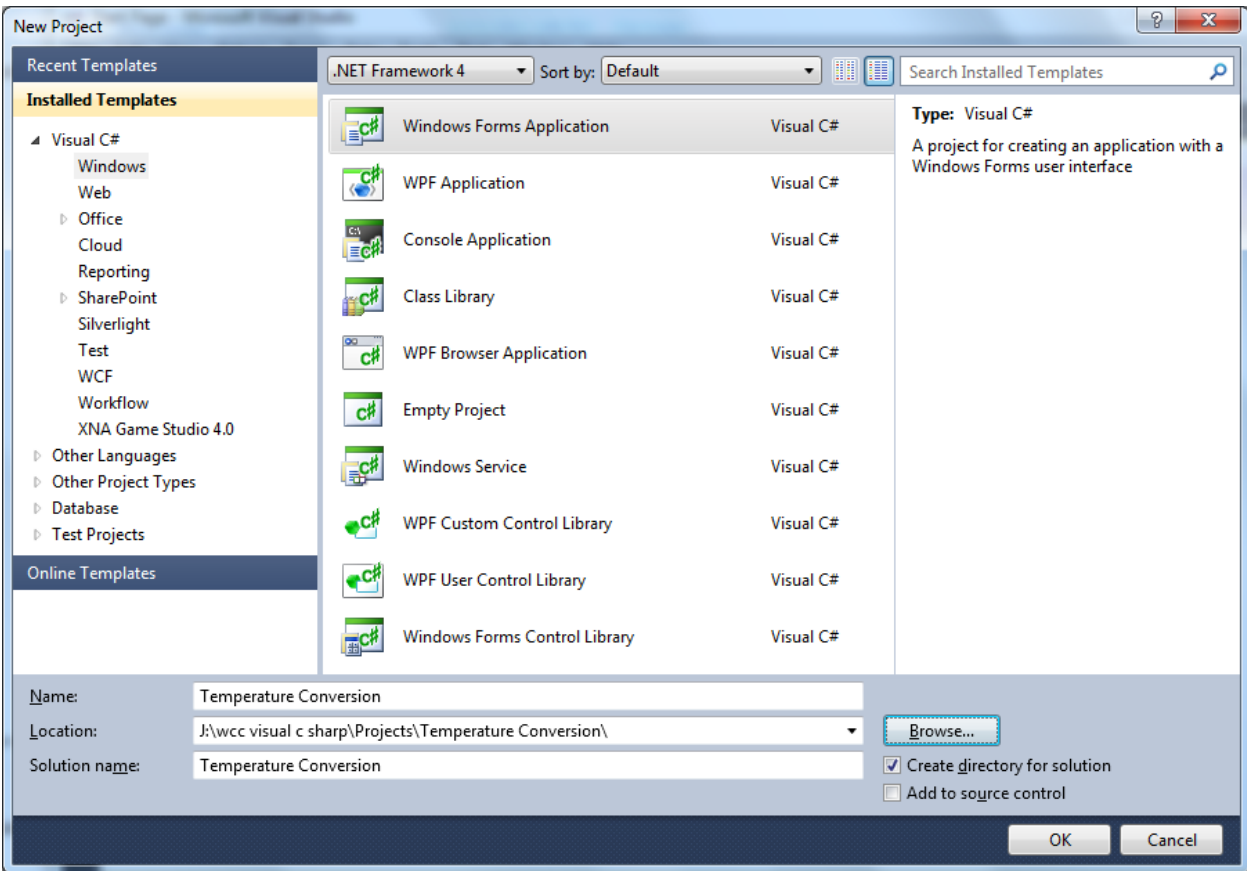 New Project
Recent Templates
Installed Templates
Visual C#
Windows
Web
Office
Cloud
Reporting
SharePoint
Silverlight
Test
WCF
Workflow
XNA Game Studio 4.0
Other Languages
Other Project Types
Database
Test Projects
Online Templates
.NET Framework 4 Sort by: Default
Windows Forms Application Visual C#
WPF Application Visual C#
Console Application Visual C#
Class Library Visual C#
WPF Browser Application Visual C#
Empty Project Visual C#
Windows Service Visual C#
WPF Custom Control Library Visual C#
WPF User Control Library Visual C#
Windows Forms Control Library Visual C#
Search Installed Templates
Type: Visual C#
A project for creating an application with a
Windows Forms user interface
Name: Temperature Conversion
Location: J:\wcc visual c sharp\Projects\Temperature Conversion\ Browse...
Solution name: Temperature Conversion
Create directory for solution
Add to source control
OK Cancel